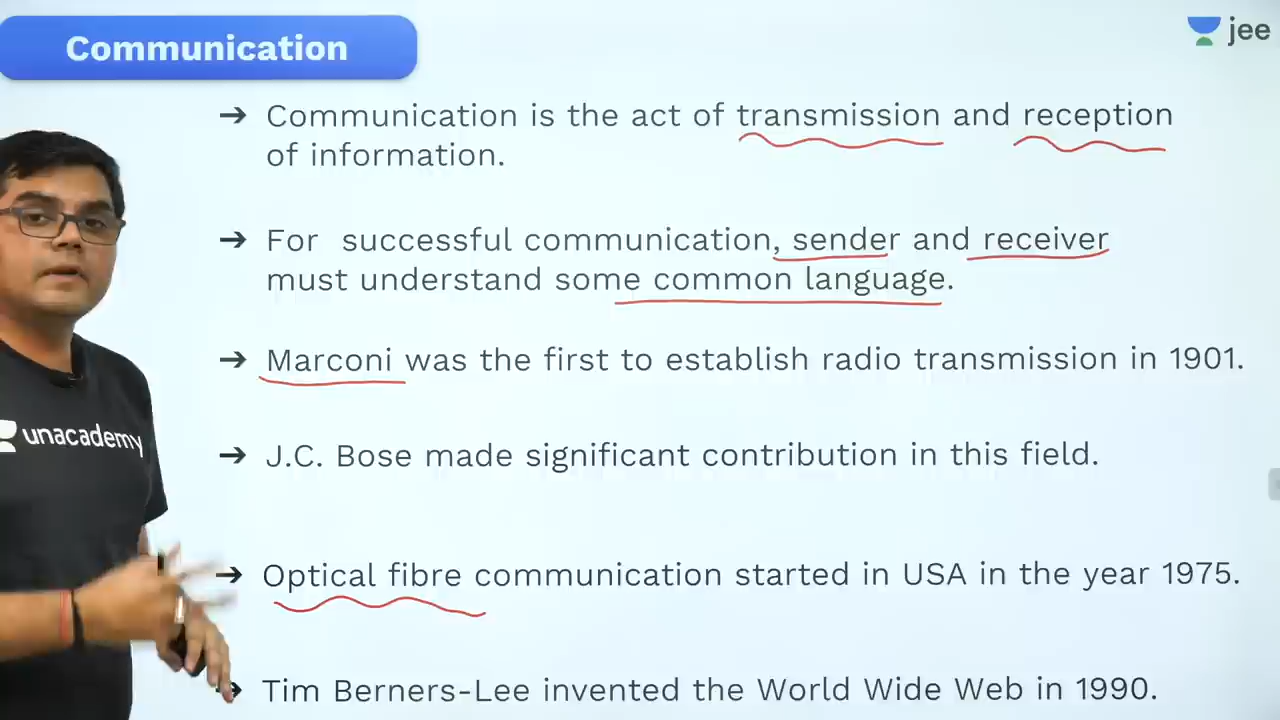 Communication
jee
➔ Communication is the act of transmission and reception
of information.
➔ For successful communication, sender and receiver
must understand some common language.
➔ Marconi was the first to establish radio transmission in 1901.
➔ J.C. Bose made significant contribution in this field.
➔ Optical fibre communication started in USA in the year 1975.
➔ Tim Berners-Lee invented the World Wide Web in 1990.
unacademy